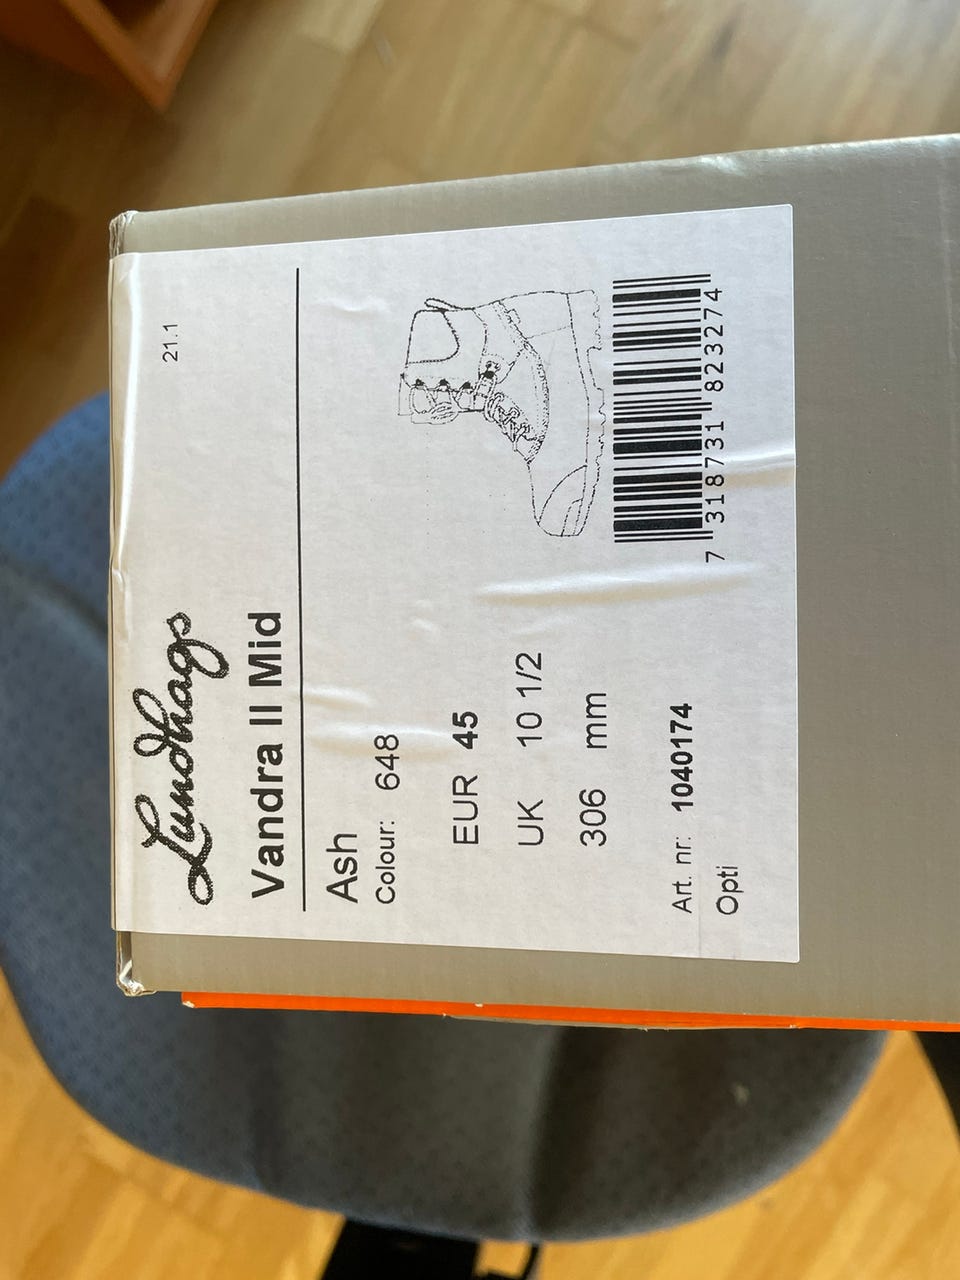 21.1
Lundhags
Vandra II Mid
Ash
Colour: 648
EUR 45
UK 10 1/2
306 mm
Art. nr: 1040174
Opti
7 318731 823274